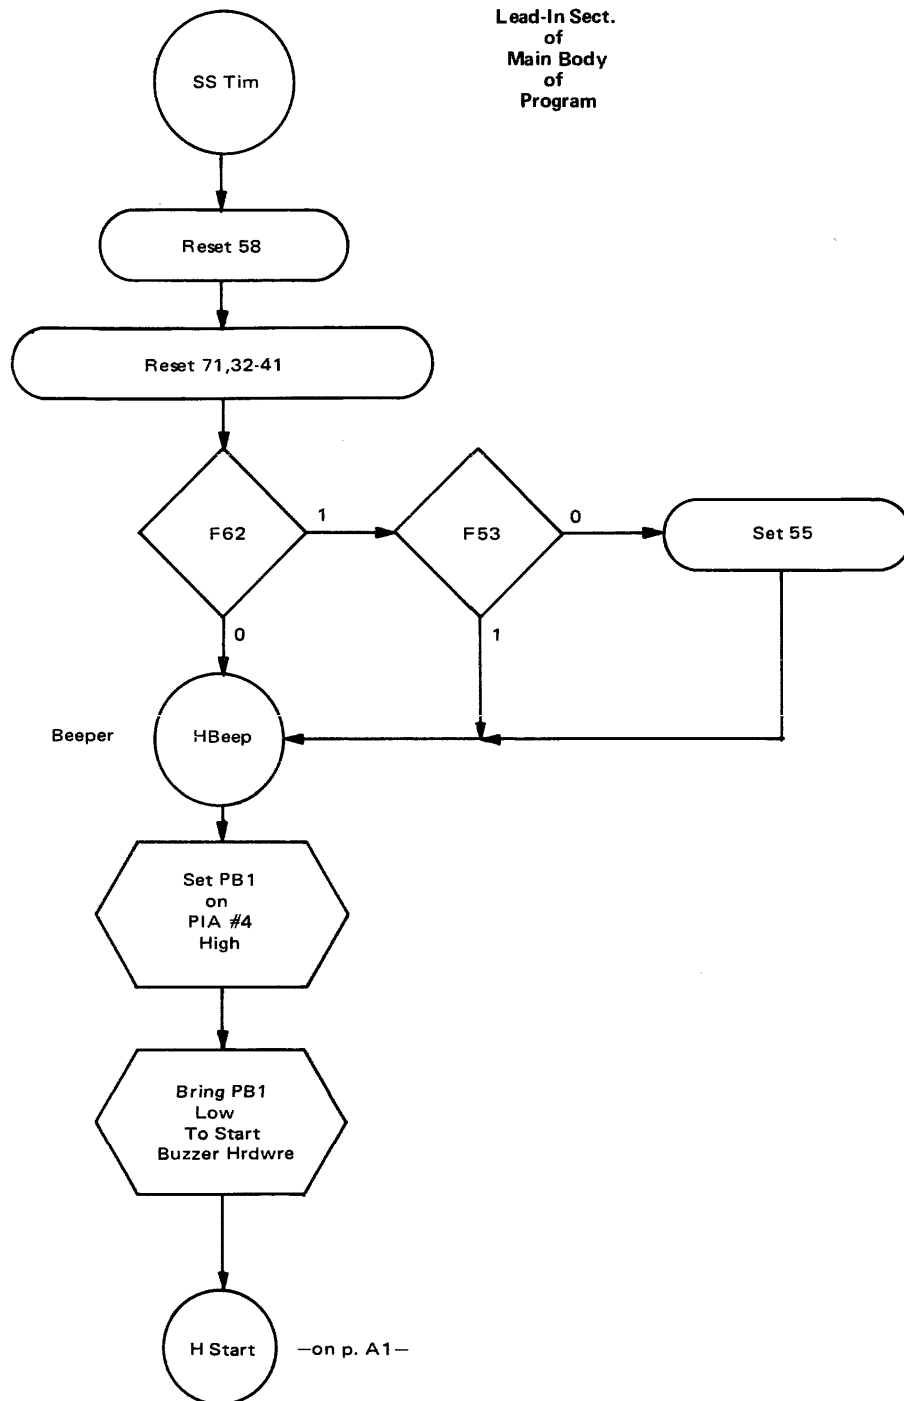 Lead-In Sect.
of
Main Body
of
Program
SS Tim
Reset 58
Reset 71,32-41
F62
1
F53
0
Set 55
0
1
Beeper
HBeep
Set PB1
on
PIA #4
High
Bring PB1
Low
To Start
Buzzer Hrdwre
H Start
—on p. A1—